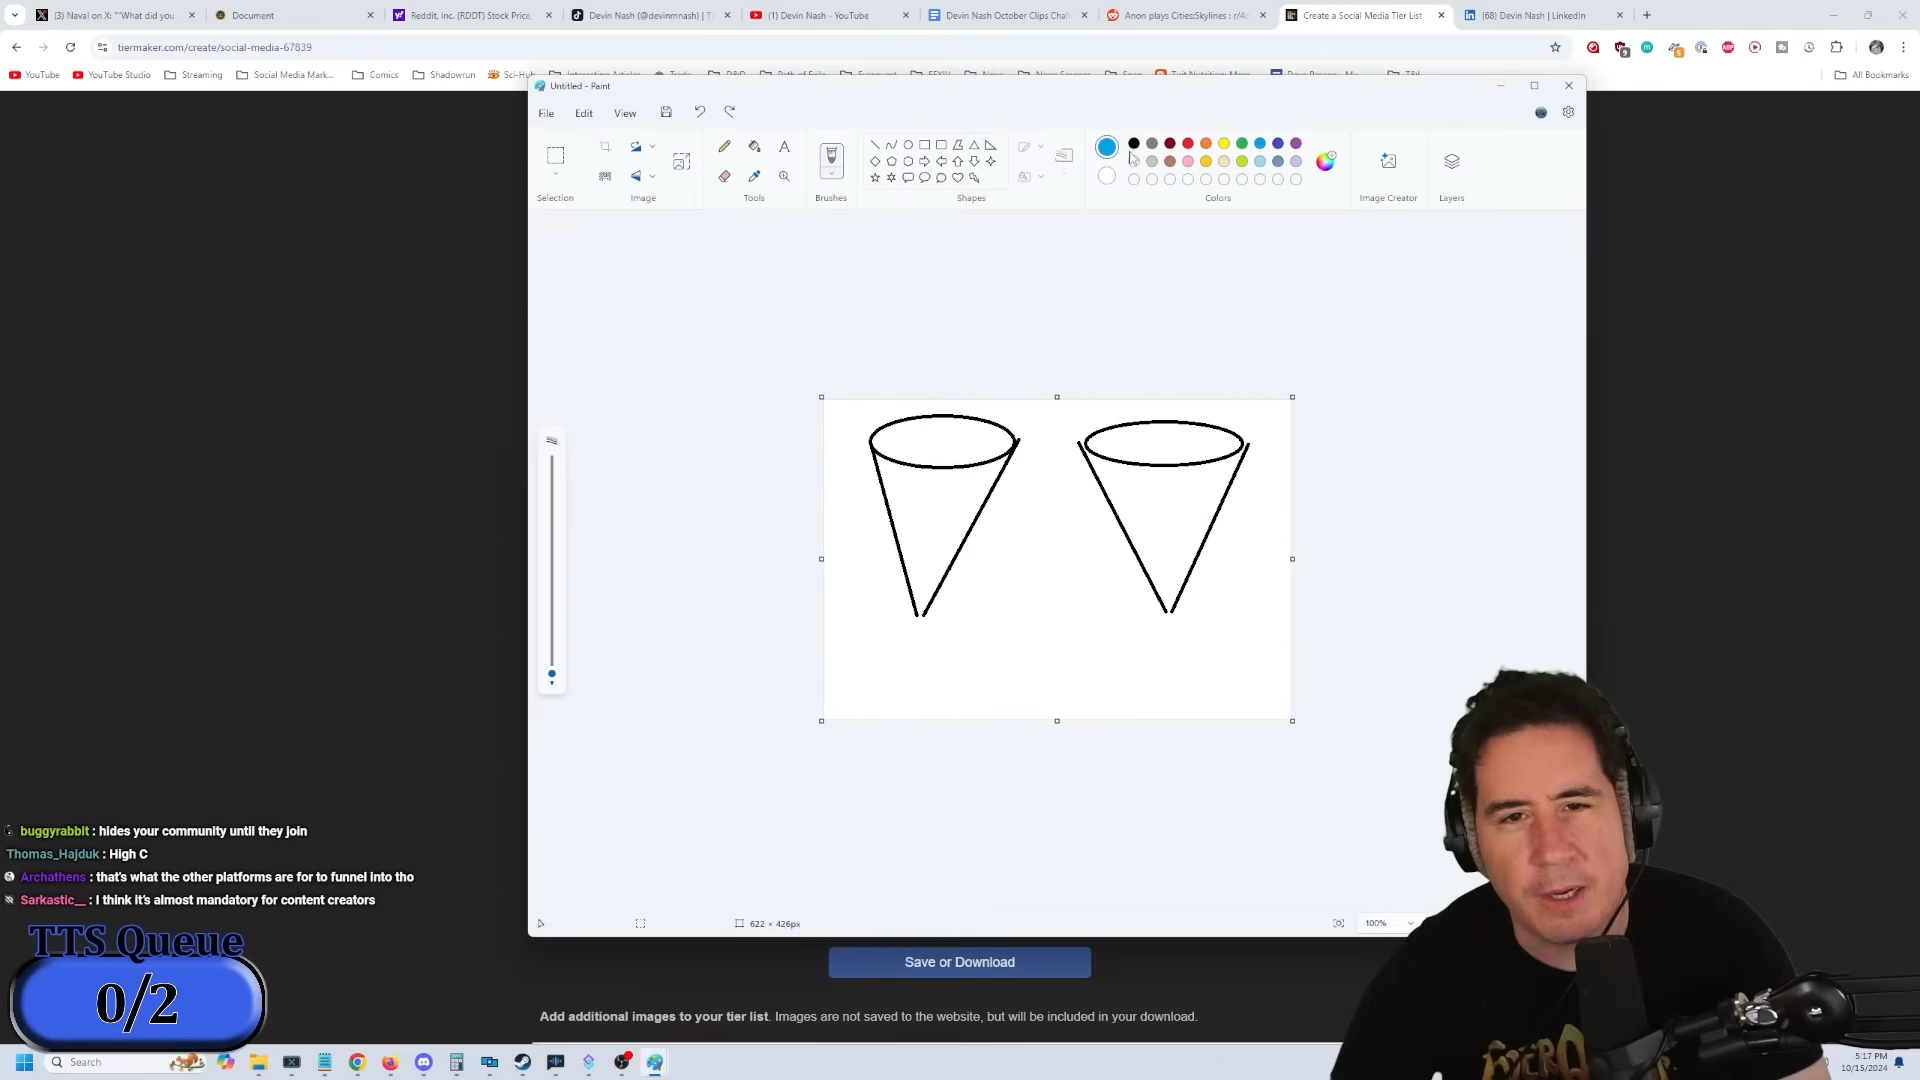 (3) Naval on X: "“What did you
Document
Reddit, Inc. (RDDT) Stock Price,
Devin Nash (@devinmnash) | T
(1) Devin Nash - YouTube
Devin Nash October Clips Chal
Anon plays Cities:Skylines : r/4c
Create a Social Media Tier List
(68) Devin Nash | LinkedIn
tiermaker.com/create/social-media-67839
YouTube
YouTube Studio
Streaming
Social Media Mark...
Comics
Shadowrun
Sci-Hub
All Bookmarks
Untitled - Paint
File
Edit
View
Selection
Image
Tools
Brushes
Shapes
Colors
Image Creator
Layers
622 × 426px
100%
buggyrabbit : hides your community until they join
Thomas_Hajduk : High C
Archathens : that's what the other platforms are for to funnel into tho
Sarkastic__ : I think it's almost mandatory for content creators
TTS Queue
0/2
Save or Download
Add additional images to your tier list. Images are not saved to the website, but will be included in your download.
Search
5:17 PM
10/15/2024